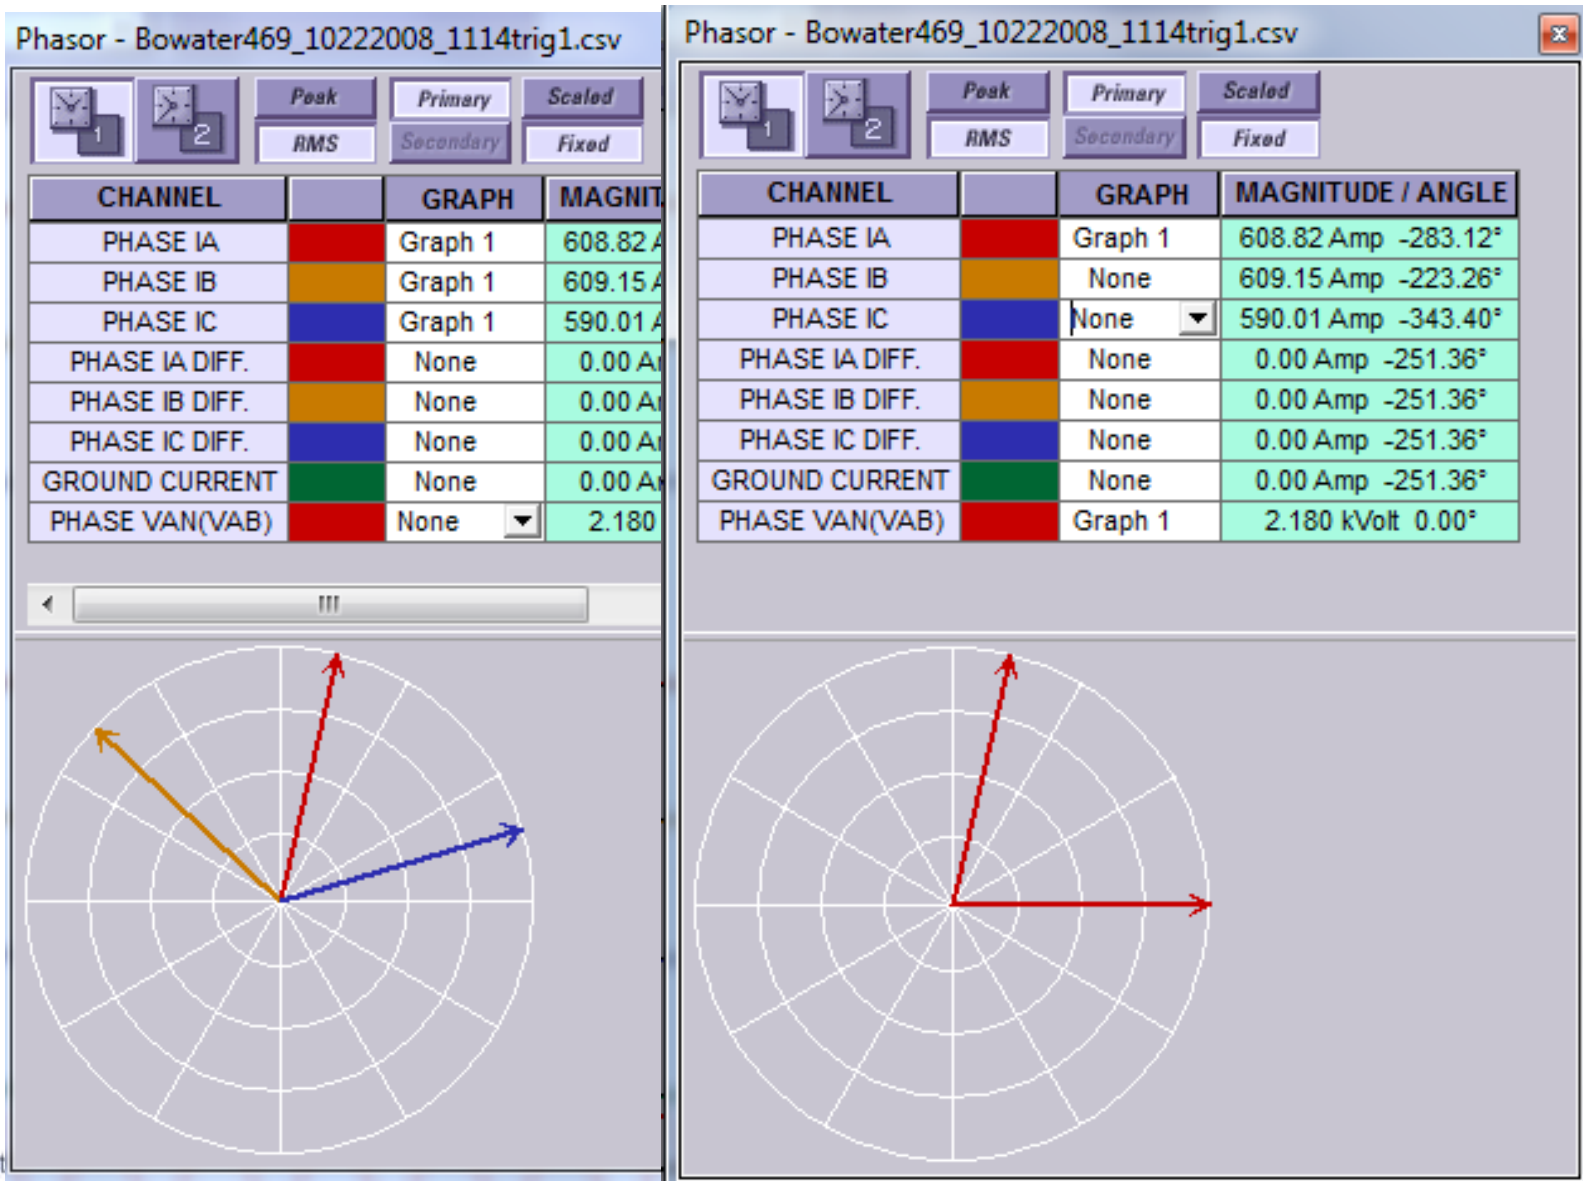 Phasor - Bowater469_10222008_1114trig1.csv
1 2 Peak Primary Scaled
RMS Secondary Fixed
CHANNEL GRAPH MAGNIT
PHASE IA Graph 1 608.82
PHASE IB Graph 1 609.15
PHASE IC Graph 1 590.01
PHASE IA DIFF. None 0.00
PHASE IB DIFF. None 0.00
PHASE IC DIFF. None 0.00
GROUND CURRENT None 0.00
PHASE VAN(VAB) None 2.180
Phasor - Bowater469_10222008_1114trig1.csv
1 2 Peak Primary Scaled
RMS Secondary Fixed
CHANNEL GRAPH MAGNITUDE / ANGLE
PHASE IA Graph 1 608.82 Amp -283.12°
PHASE IB None 609.15 Amp -223.26°
PHASE IC None 590.01 Amp -343.40°
PHASE IA DIFF. None 0.00 Amp -251.36°
PHASE IB DIFF. None 0.00 Amp -251.36°
PHASE IC DIFF. None 0.00 Amp -251.36°
GROUND CURRENT None 0.00 Amp -251.36°
PHASE VAN(VAB) Graph 1 2.180 kVolt 0.00°